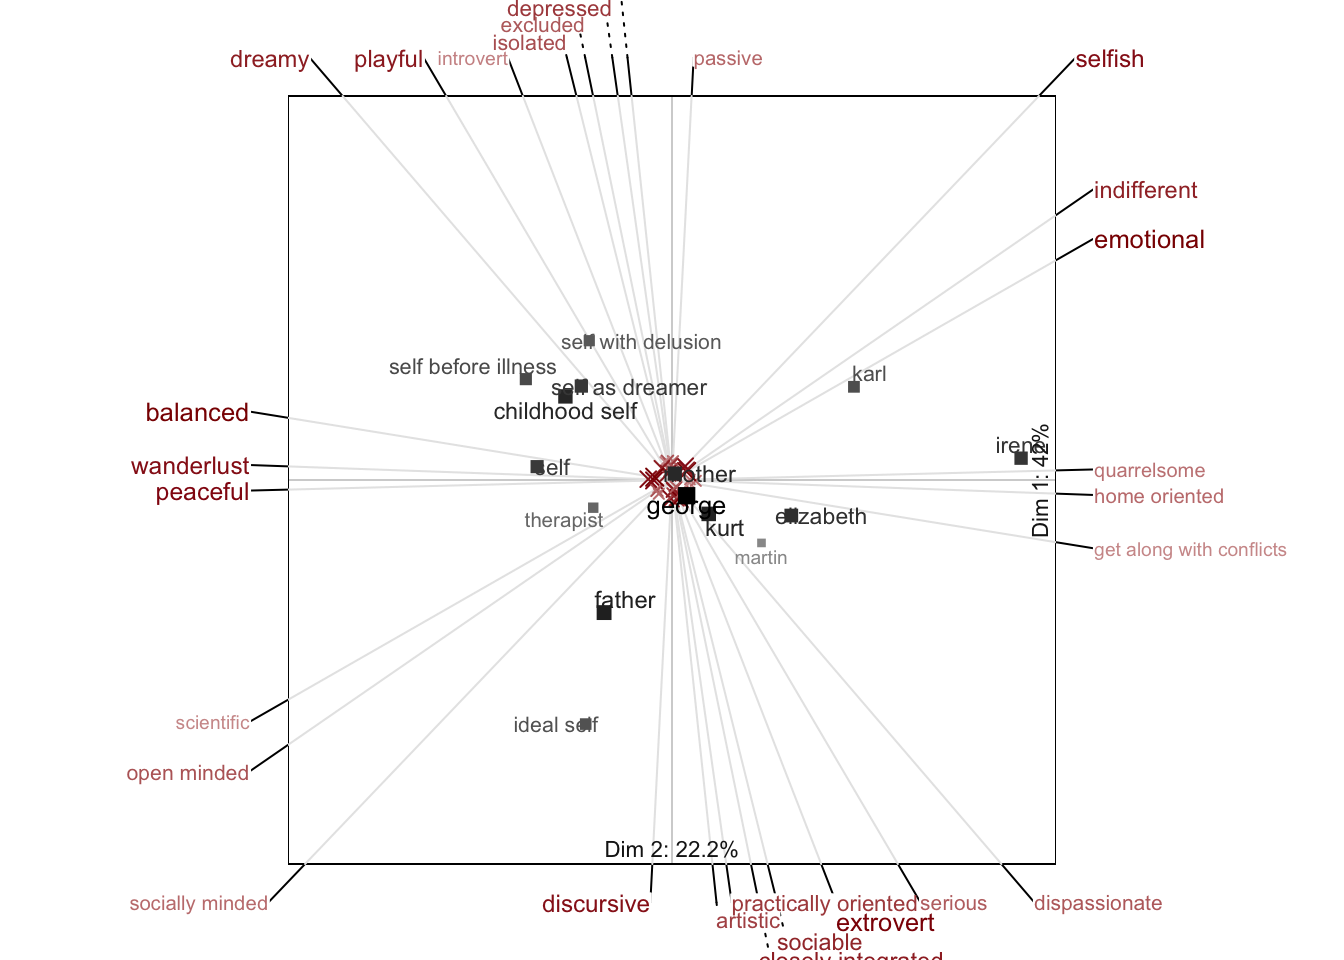 depressed
excluded
isolated
dreamy
playful
introvert
passive
selfish
indifferent
emotional
self with delusion
self before illness
self as dreamer
karl
childhood self
balanced
irene
wanderlust
self
mother
quarrelsome
peaceful
home oriented
Dim 1: 42%
george
therapist
elizabeth
kurt
get along with conflicts
martin
father
scientific
ideal self
open minded
Dim 2: 22.2%
socially minded
discursive
practically oriented
serious
dispassionate
artistic
extrovert
sociable
closely integrated